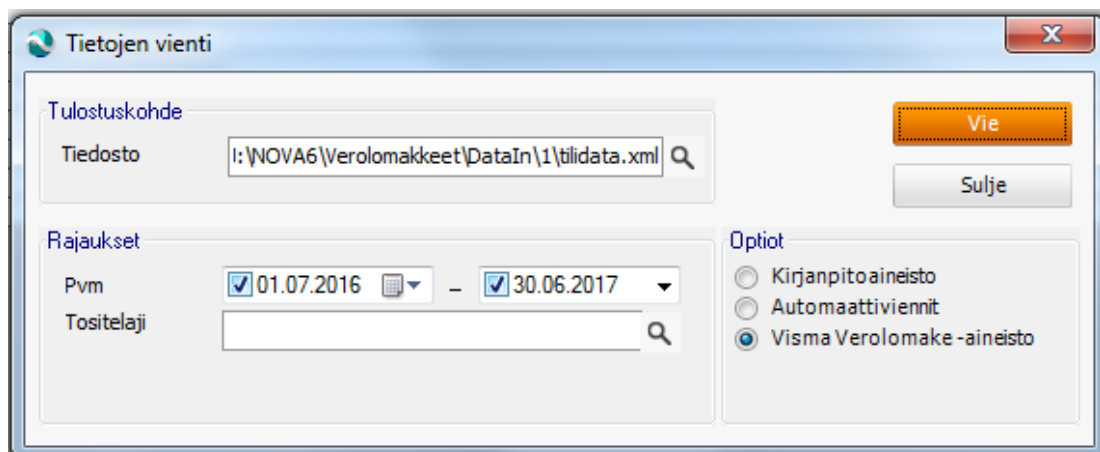 Tietojen vienti
Tulostuskohde
Tiedosto
I:\NOVA6\Verolomakkeet\DataIn\1\tilidata.xml
Vie
Sulje
Rajaukset
Pvm
01.07.2016 – 30.06.2017
Tositelaji
Optiot
Kirjanpitoaineisto
Automaattiviennit
Visma Verolomake -aineisto